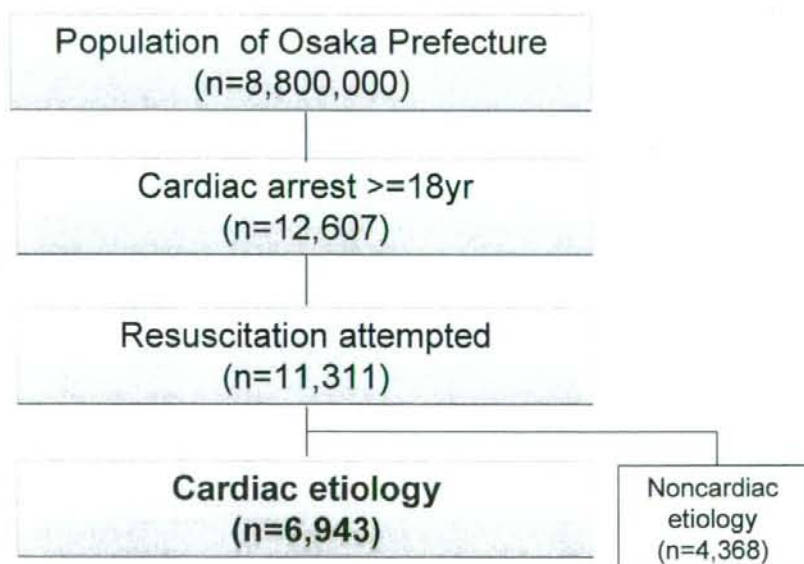 Population of Osaka Prefecture
(n=8,800,000)
Cardiac arrest >=18yr
(n=12,607)
Resuscitation attempted
(n=11,311)
Cardiac etiology
(n=6,943)
Noncardiac
etiology
(n=4,368)